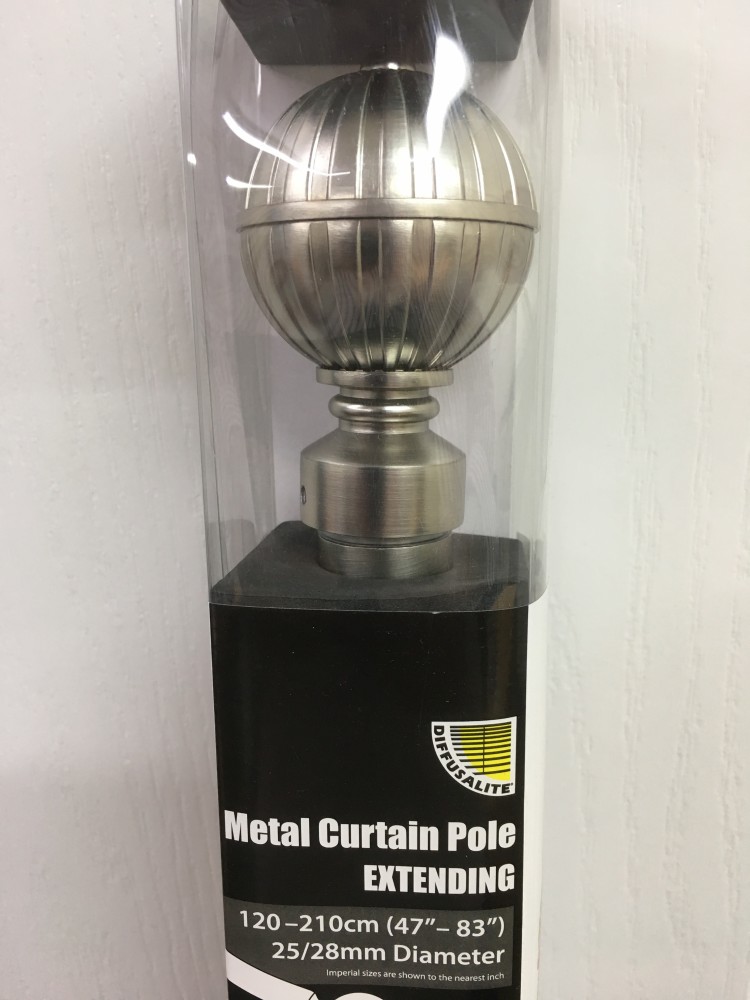 DIFFUSALITE®
Metal Curtain Pole
EXTENDING
120–210cm (47”– 83”)
25/28mm Diameter
Imperial sizes are shown to the nearest inch